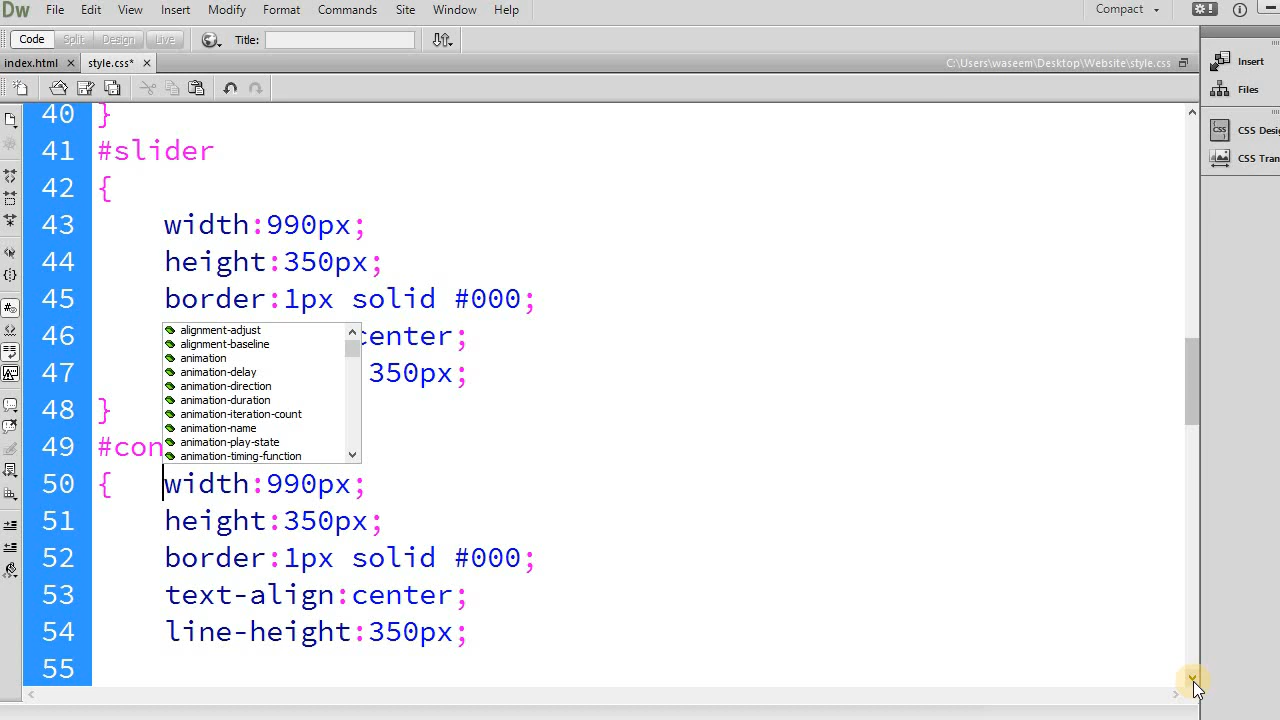 Dw File Edit View Insert Modify Format Commands Site Window Help Compact
Code Split Design Live Title:
index.html style.css* C:\Users\waseem\Desktop\Website\style.css
Insert
Files
CSS
CSS Tran
40 }
41 #slider
42 {
43 width:990px;
44 height:350px;
45 border:1px solid #000;
46 center;
47 350px;
48 }
alignment-adjust
alignment-baseline
animation
animation-delay
animation-direction
animation-duration
animation-iteration-count
animation-name
animation-play-state
animation-timing-function
49 #con
50 { width:990px;
51 height:350px;
52 border:1px solid #000;
53 text-align:center;
54 line-height:350px;
55